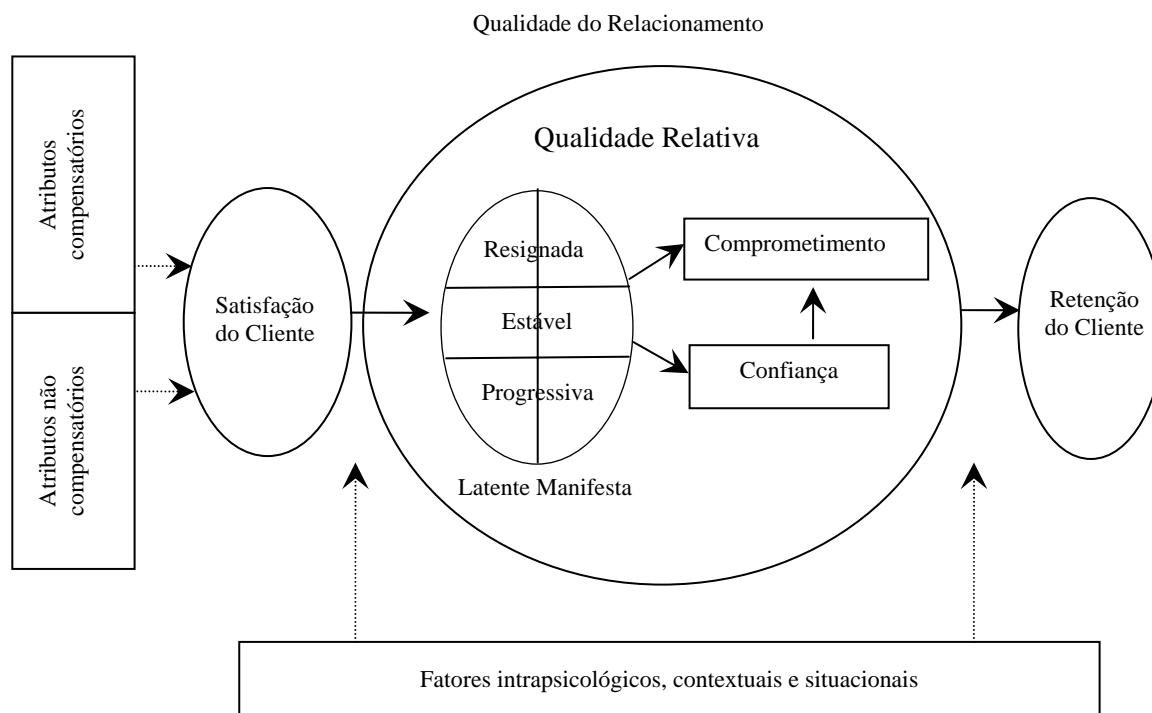 Qualidade do Relacionamento
Atributos
compensatórios
Atributos não
compensatórios
Satisfação
do Cliente
Qualidade Relativa
Resignada
Estável
Progressiva
Latente Manifesta
Comprometimento
Confiança
Retenção
do Cliente
Fatores intrapsicológicos, contextuais e situacionais